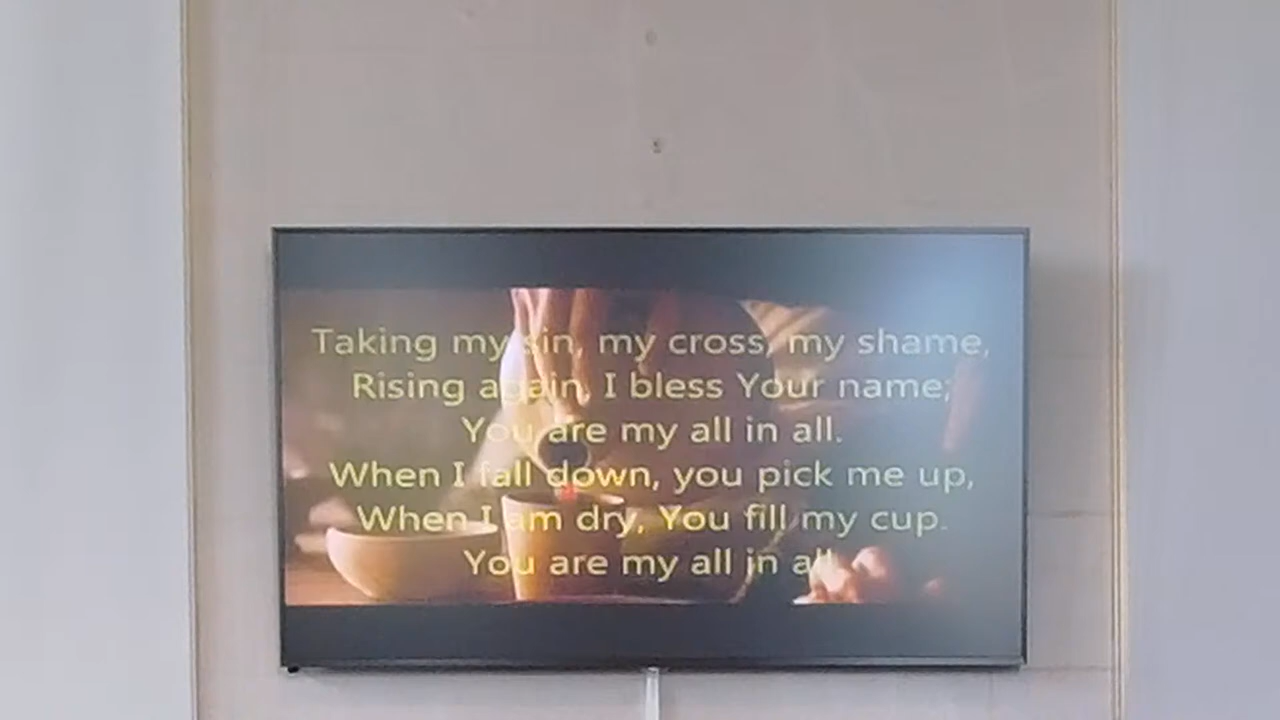 Taking my sin, my cross, my shame,
Rising again, I bless Your name;
You are my all in all.
When I fall down, you pick me up,
When I am dry, You fill my cup.
You are my all in all